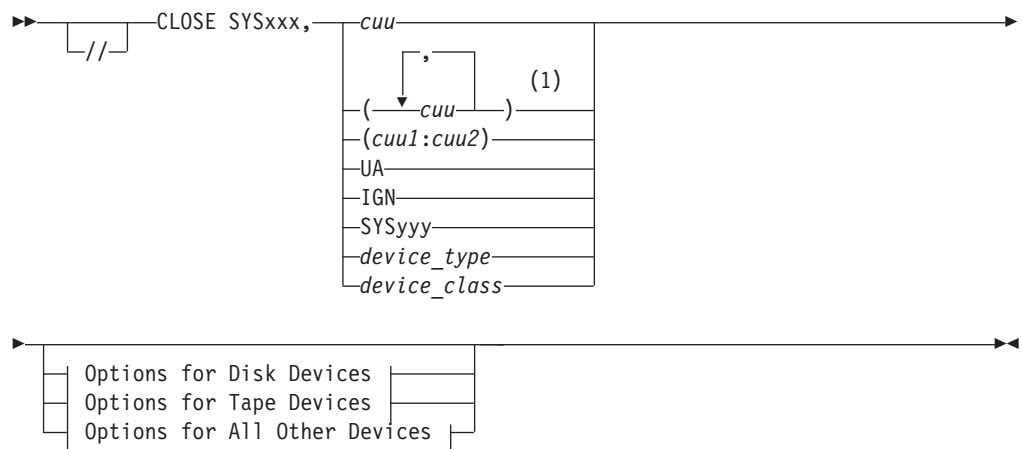 CLOSE SYSxxx, cuu
//
,
(1)
( cuu )
(cuu1:cuu2)
UA
IGN
SYSyyy
device_type
device_class
Options for Disk Devices
Options for Tape Devices
Options for All Other Devices